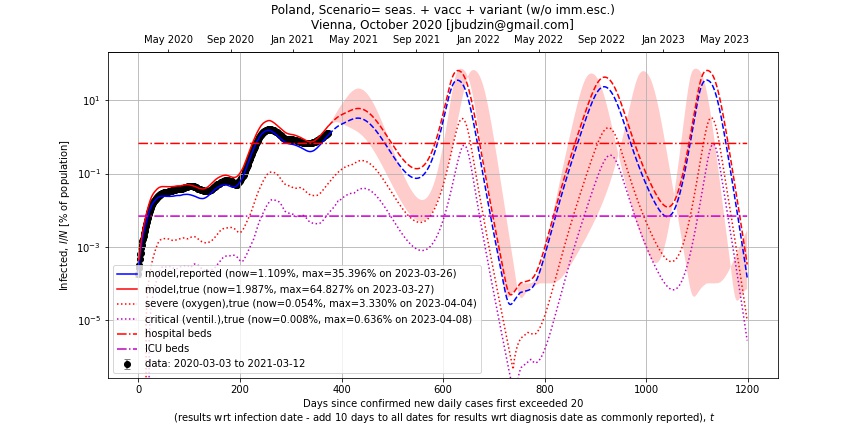 Poland, Scenario= seas. + vacc + variant (w/o imm.esc.)
Vienna, October 2020 [jbudzin@gmail.com]
May 2020 Sep 2020 Jan 2021 May 2021 Sep 2021 Jan 2022 May 2022 Sep 2022 Jan 2023 May 2023
Infected, I/N [% of population]
10¹
10⁻¹
10⁻³
10⁻⁵
model,reported (now=1.109%, max=35.396% on 2023-03-26)
model,true (now=1.987%, max=64.827% on 2023-03-27)
severe (oxygen),true (now=0.054%, max=3.330% on 2023-04-04)
critical (ventil.),true (now=0.008%, max=0.636% on 2023-04-08)
hospital beds
ICU beds
data: 2020-03-03 to 2021-03-12
0 200 400 600 800 1000 1200
Days since confirmed new daily cases first exceeded 20
(results wrt infection date - add 10 days to all dates for results wrt diagnosis date as commonly reported), t